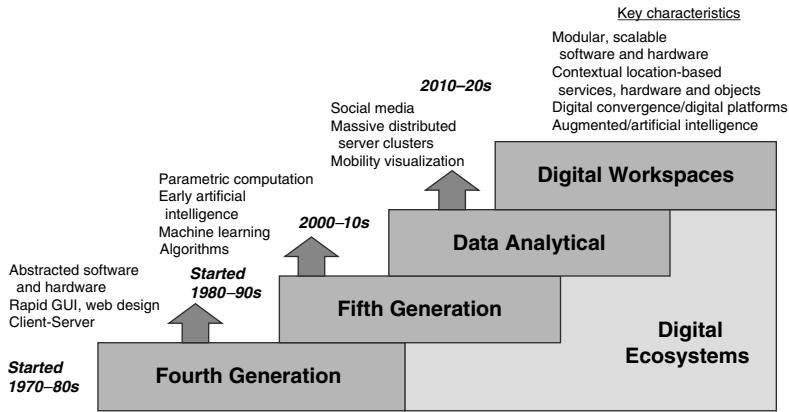 Key characteristics
Modular, scalable
software and hardware
Contextual location-based
services, hardware and objects
Digital convergence/digital platforms
Augmented/artificial intelligence
2010–20s
Social media
Massive distributed
server clusters
Mobility visualization
Digital Workspaces
Parametric computation
Early artificial
intelligence
Machine learning
Algorithms
2000–10s
Data Analytical
Abstracted software
and hardware
Rapid GUI, web design
Client-Server
Started
1980–90s
Fifth Generation
Digital
Ecosystems
Started
1970–80s
Fourth Generation